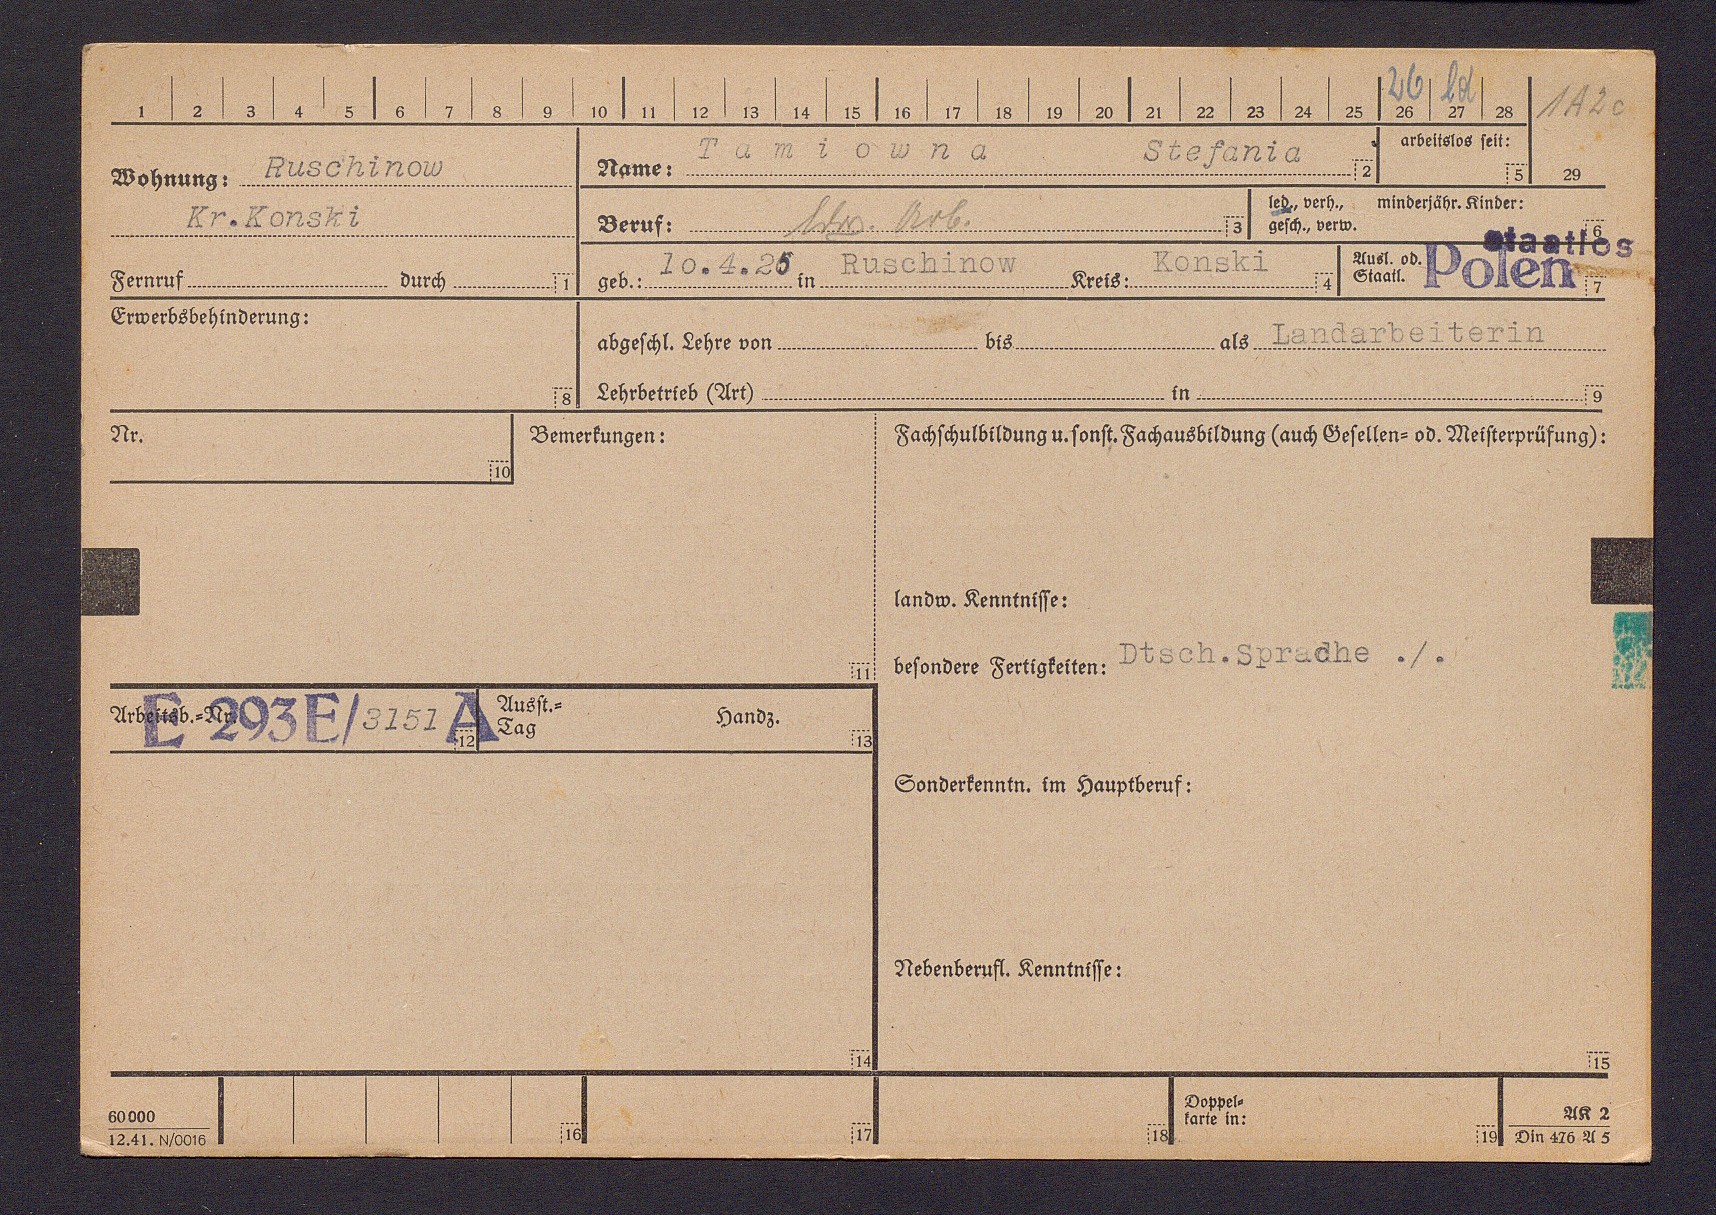 1 2 3 4 5 6 7 8 9 10 11 12 13 14 15 16 17 18 19 20 21 22 23 24 25 26 27 28
26
1A2c
Wohnung: Ruschinow
Kr.Konski
Fernruf durch 1
Name: Tamiowna Stefania 2
arbeitslos seit: 5
29
Beruf: Ldw. Arb. 3
led., verh., minderjähr. Kinder:
gesch., verw. 6
geb.: 10.4.25 in Ruschinow Kreis: Konski 4
Ausl. od.
Staatl. Polen 7
staatlos
Erwerbsbehinderung:
8
abgeschl. Lehre von bis als Landarbeiterin
Lehrbetrieb (Art) in 9
Nr.
10
Bemerkungen:
11
Fachschulbildung u. sonst. Fachausbildung (auch Gesellen= od. Meisterprüfung):
landw. Kenntnisse:
besondere Fertigkeiten: Dtsch.Spradhe ./.
Arbeitsb.=Nr. E 293E/3151 A 12
Ausst.=
Tag Handz. 13
Sonderkenntn. im Hauptberuf:
Nebenberufl. Kenntnisse:
14
15
60000
12.41. N/0016
16 17 18
Doppel=
karte in: 19
AK 2
Din 476 A 5